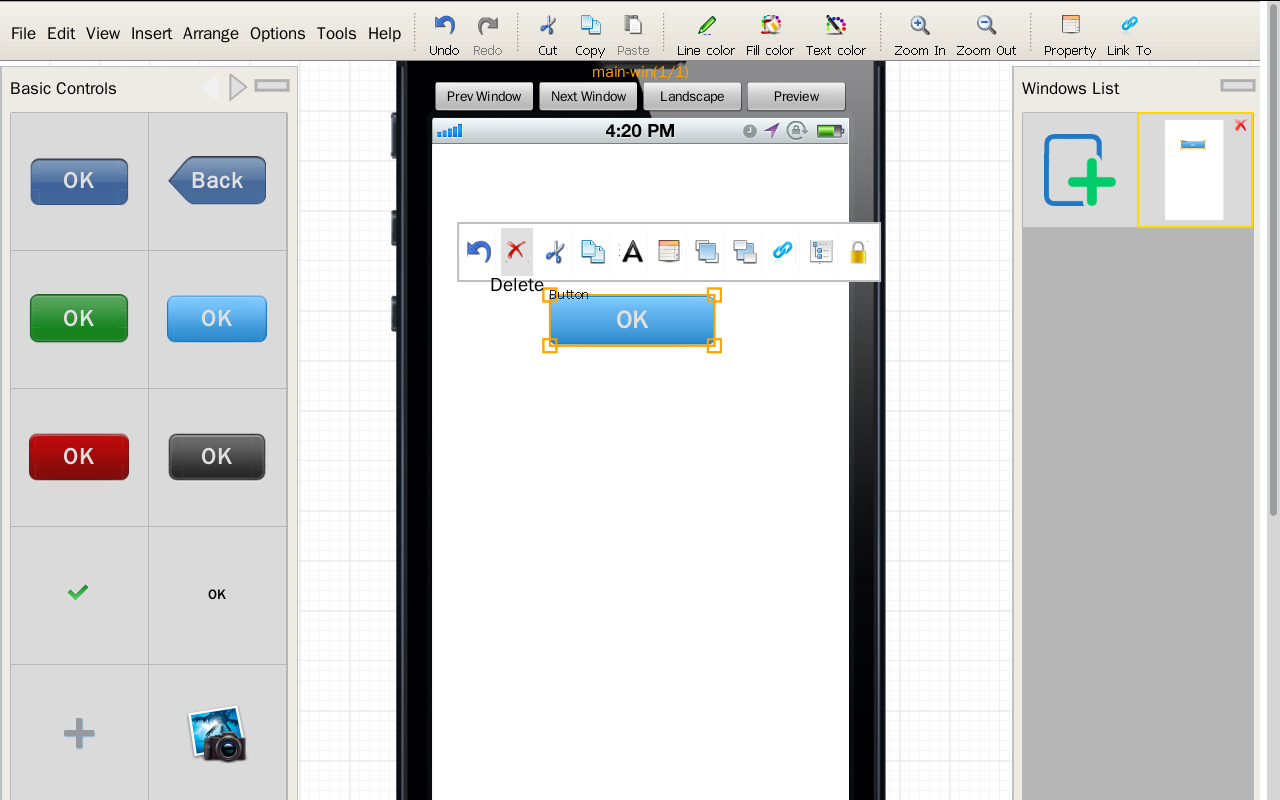 File Edit View Insert Arrange Options Tools Help
Undo Redo Cut Copy Paste Line color Fill color Text color Zoom In Zoom Out Property Link To
Basic Controls
OK
Back
OK
OK
OK
OK
OK
main-win(1/1)
Prev Window Next Window Landscape Preview
4:20 PM
A
Delete
Button
OK
Windows List